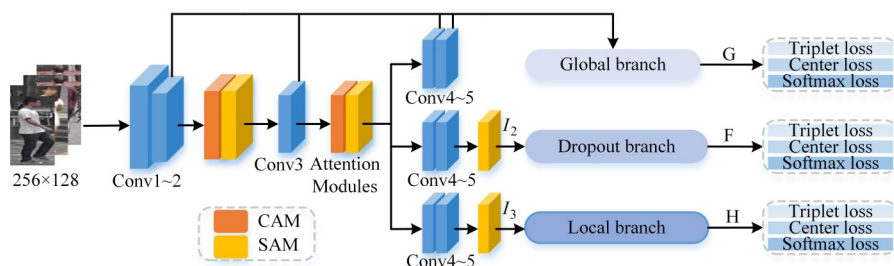 256×128
Conv1~2
Conv3
Attention
Modules
Conv4~5
Conv4~5
Conv4~5
I2
I3
Global branch
Dropout branch
Local branch
G
F
H
Triplet loss
Center loss
Softmax loss
Triplet loss
Center loss
Softmax loss
Triplet loss
Center loss
Softmax loss
CAM
SAM